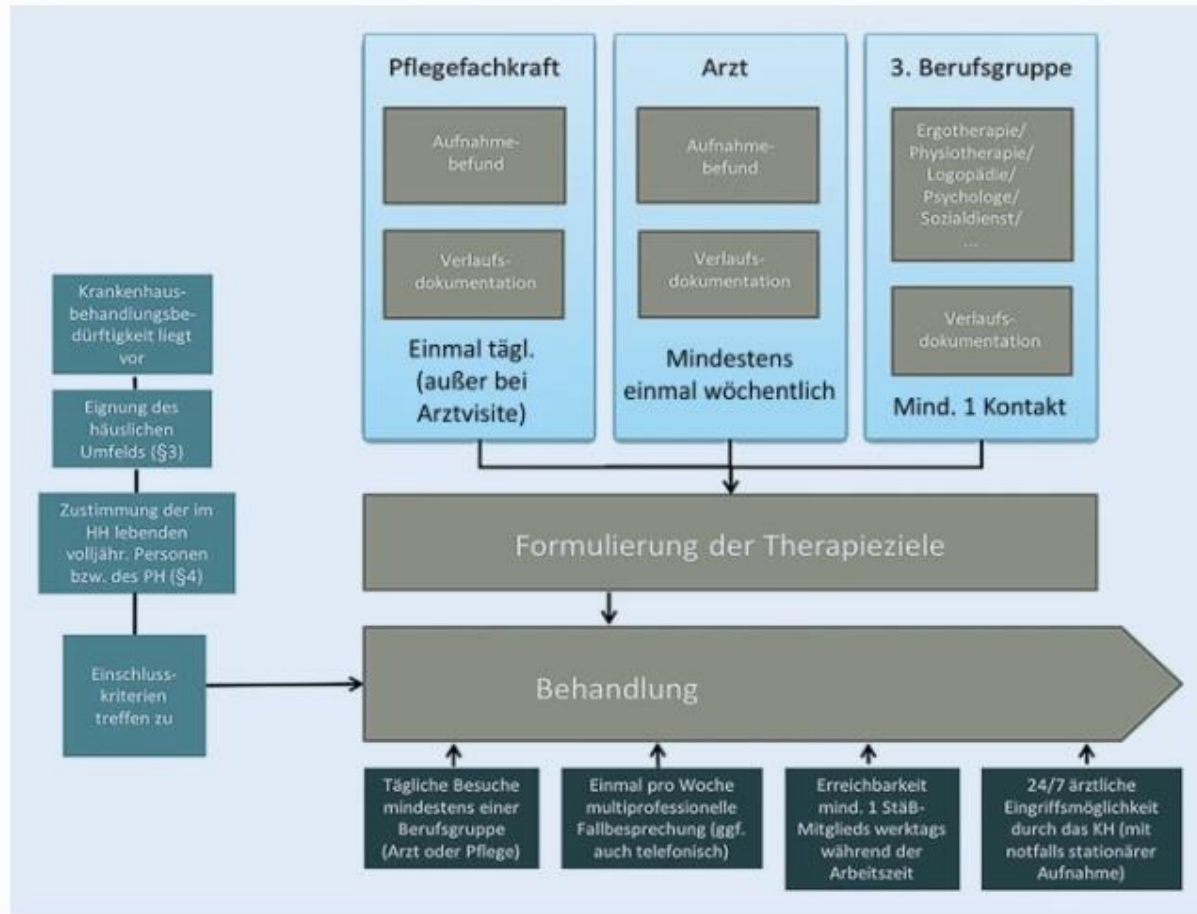 Pflegefachkraft
Aufnahme-
befund
Verlaufs-
dokumentation
Einmal tägl.
(außer bei
Arztvisite)
Arzt
Aufnahme-
befund
Verlaufs-
dokumentation
Mindestens
einmal wöchentlich
3. Berufsgruppe
Ergotherapie/
Physiotherapie/
Logopädie/
Psychologe/
Sozialdienst/
...
Verlaufs-
dokumentation
Mind. 1 Kontakt
Krankenhaus-
behandlungsbe-
dürftigkeit liegt
vor
Eignung des
häuslichen
Umfelds (§3)
Zustimmung der im
HH lebenden
volljähr. Personen
bzw. des PH (§4)
Einschluss-
kriterien
treffen zu
Formulierung der Therapieziele
Behandlung
Tägliche Besuche
mindestens einer
Berufsgruppe
(Arzt oder Pflege)
Einmal pro Woche
multiprofessionelle
Fallbesprechung (ggf.
auch telefonisch)
Erreichbarkeit
mind. 1 StäB-
Mitglieds werktags
während der
Arbeitszeit
24/7 ärztliche
Eingriffsmöglichkeit
durch das KH (mit
notfalls stationärer
Aufnahme)